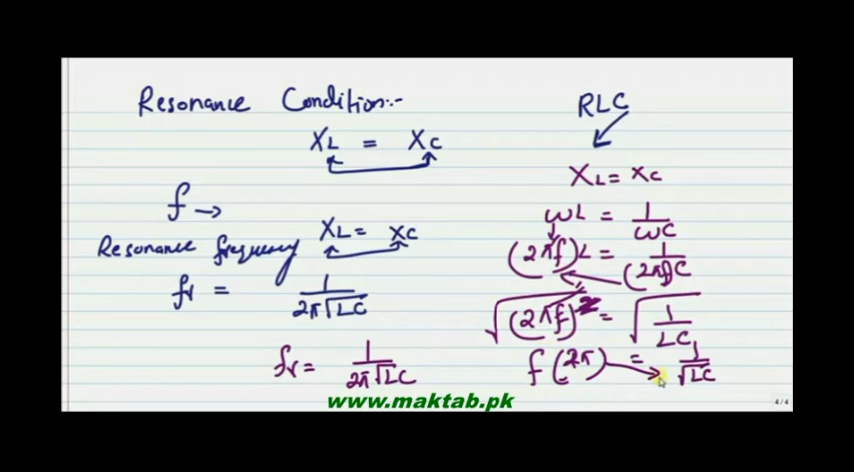 Resonance Condition:-
XL = XC
f →
Resonance frequency XL = XC
fr = 1/(2π√LC)
fr = 1/(2π√LC)
RLC
XL = XC
ωL = 1/ωC
(2πf)L = 1/(2πf)C
√(2πf)² = √1/LC
f(2π) = 1/√LC
www.maktab.pk
4/4